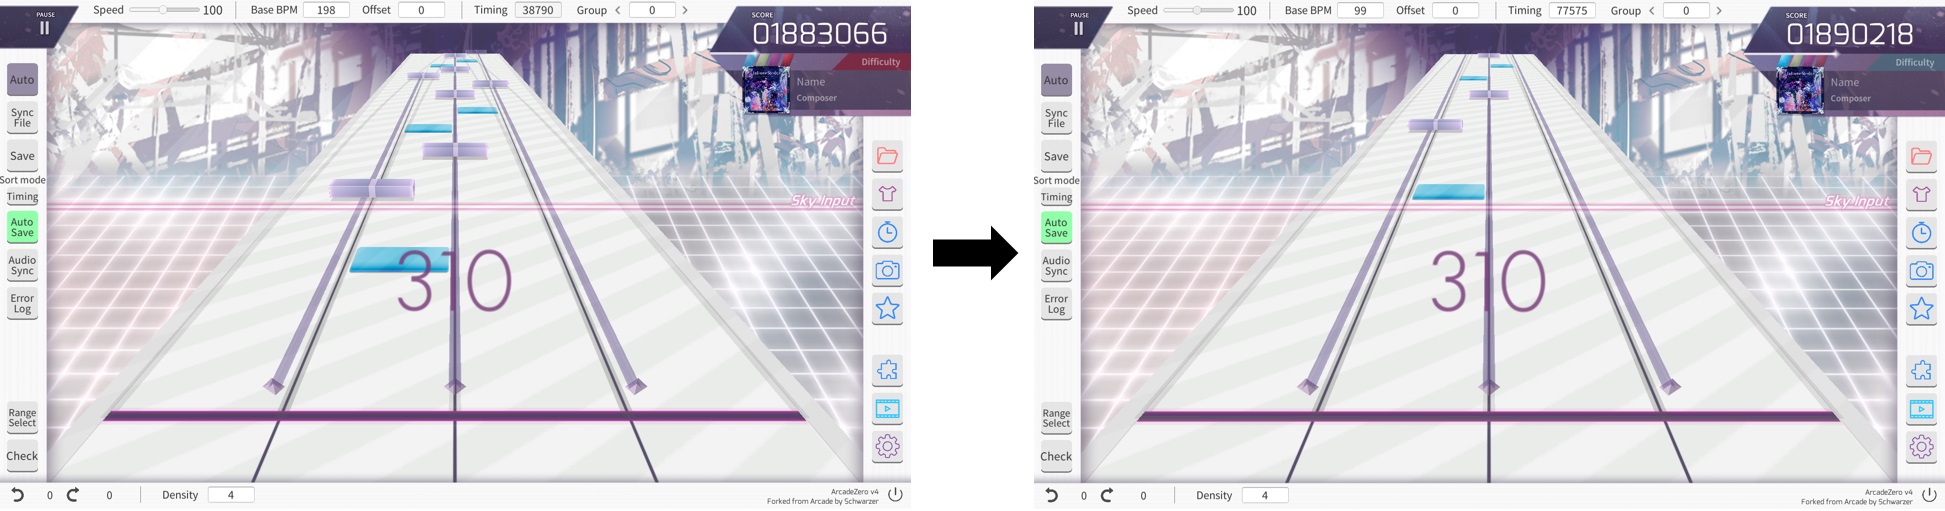 PAUSE
Speed 100 Base BPM 198 Offset 0 Timing 38790 Group < 0 >
SCORE
01883066
Difficulty
Name
Composer
Auto
Sync
File
Save
Sort mode
Timing
Auto
Save
Audio
Sync
Error
Log
Range
Select
Check
Sky Input
310
0 0 Density 4
ArcadeZero v4
Forked from Arcade by Schwarzer
PAUSE
Speed 100 Base BPM 99 Offset 0 Timing 77575 Group < 0 >
SCORE
01890218
Difficulty
Name
Composer
Auto
Sync
File
Save
Sort mode
Timing
Auto
Save
Audio
Sync
Error
Log
Range
Select
Check
Sky Input
310
0 0 Density 4
ArcadeZero v4
Forked from Arcade by Schwarzer